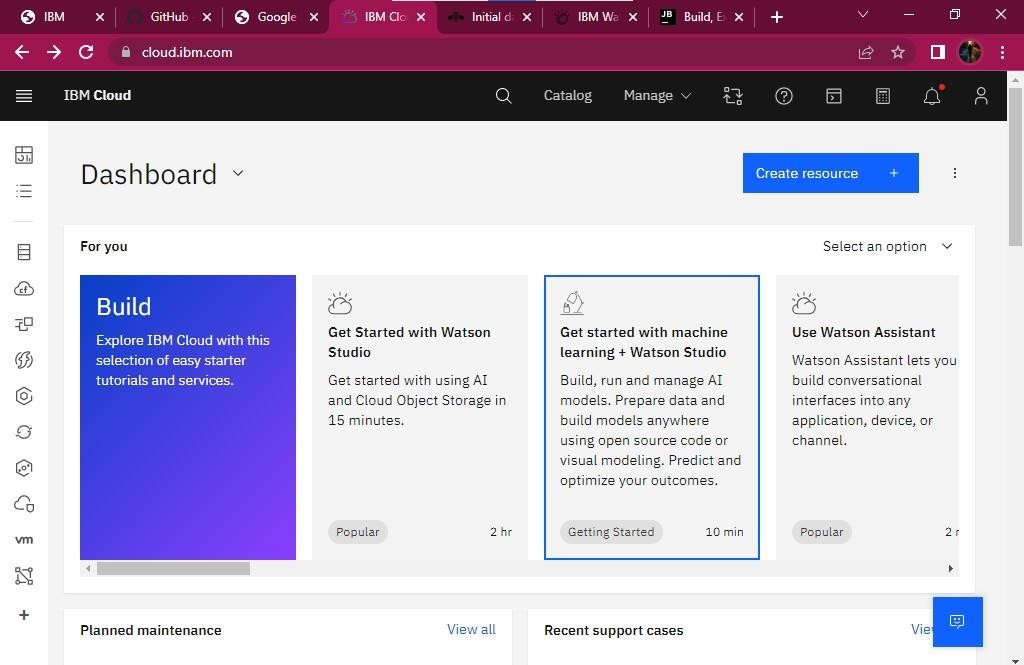 IBM
GitHub
Google
IBM Clo
Initial d
IBM Wa
JB
Build, E
cloud.ibm.com
IBM Cloud
Catalog
Manage
Dashboard
Create resource +
For you
Select an option
Build
Explore IBM Cloud with this
selection of easy starter
tutorials and services.
Get Started with Watson
Studio
Get started with using AI
and Cloud Object Storage in
15 minutes.
Popular
2 hr
Get started with machine
learning + Watson Studio
Build, run and manage AI
models. Prepare data and
build models anywhere
using open source code or
visual modeling. Predict and
optimize your outcomes.
Getting Started
10 min
Use Watson Assistant
Watson Assistant lets you
build conversational
interfaces into any
application, device, or
channel.
Popular
2
cf
vm
Planned maintenance
View all
Recent support cases